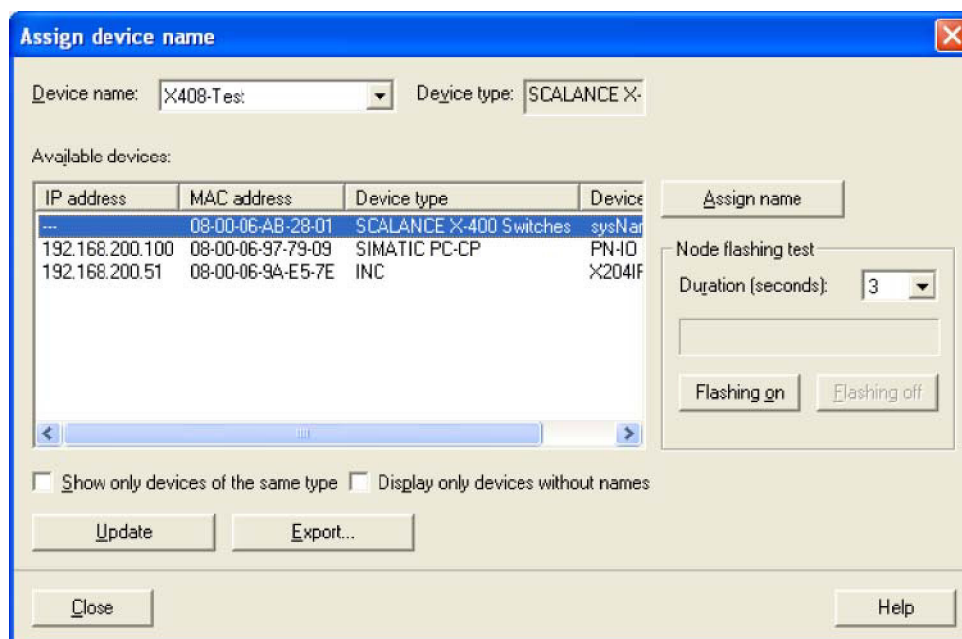 Assign device name
Device name: X408-Test Device type: SCALANCE X-
Available devices:
IP address MAC address Device type Device
--- 08-00-06-AB-28-01 SCALANCE X-400 Switches sysNar
192.168.200.100 08-00-06-97-79-09 SIMATIC PC-CP PN-IO
192.168.200.51 08-00-06-9A-E5-7E INC X204IF
Assign name
Node flashing test
Duration (seconds): 3
Flashing on Flashing off
Show only devices of the same type Display only devices without names
Update Export...
Close Help